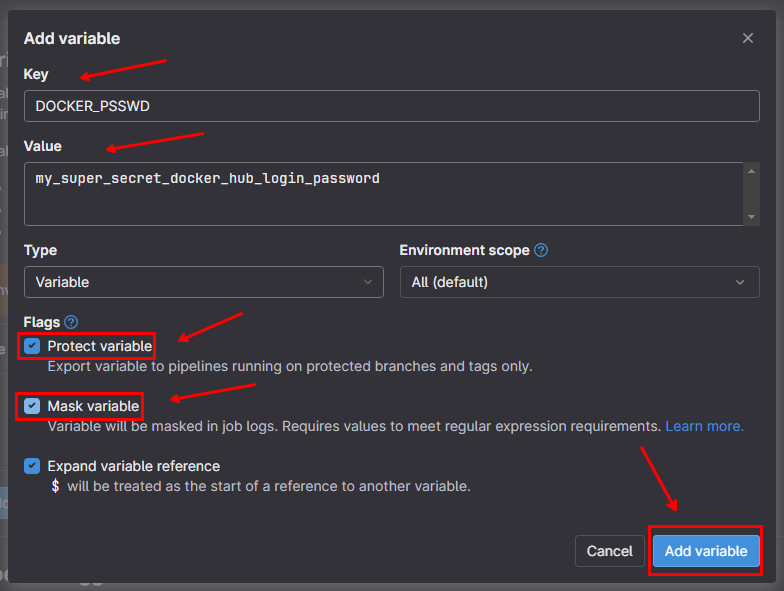 Add variable
Key
DOCKER_PSSWD
Value
my_super_secret_docker_hub_login_password
Type
Environment scope
Variable
All (default)
Flags
Protect variable
Export variable to pipelines running on protected branches and tags only.
Mask variable
Variable will be masked in job logs. Requires values to meet regular expression requirements. Learn more.
Expand variable reference
$ will be treated as the start of a reference to another variable.
Cancel
Add variable